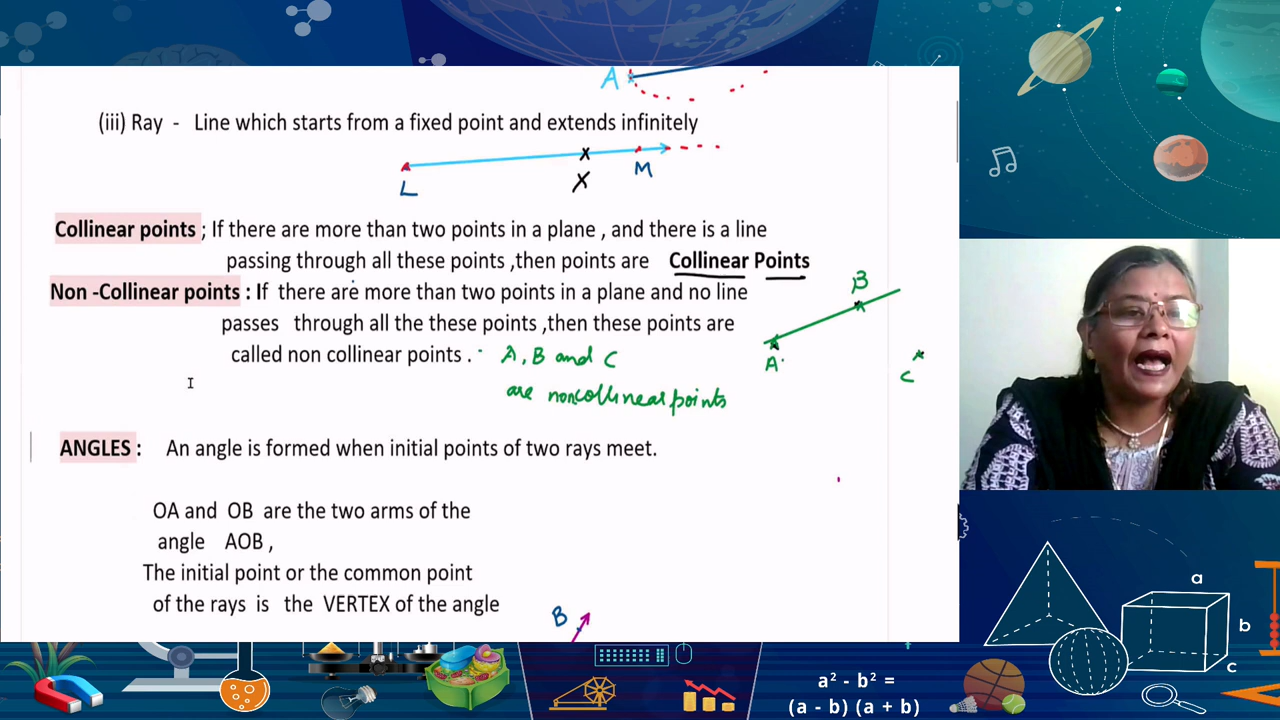 A
(iii) Ray - Line which starts from a fixed point and extends infinitely
L X M
Collinear points ; If there are more than two points in a plane , and there is a line
passing through all these points ,then points are Collinear Points
Non -Collinear points : If there are more than two points in a plane and no line
passes through all the these points ,then these points are
called non collinear points .
A, B and C
are noncollinear points
B
A
C
ANGLES : An angle is formed when initial points of two rays meet.
OA and OB are the two arms of the
angle AOB ,
The initial point or the common point
of the rays is the VERTEX of the angle
B
a
b
c
a² - b² =
(a - b) (a + b)